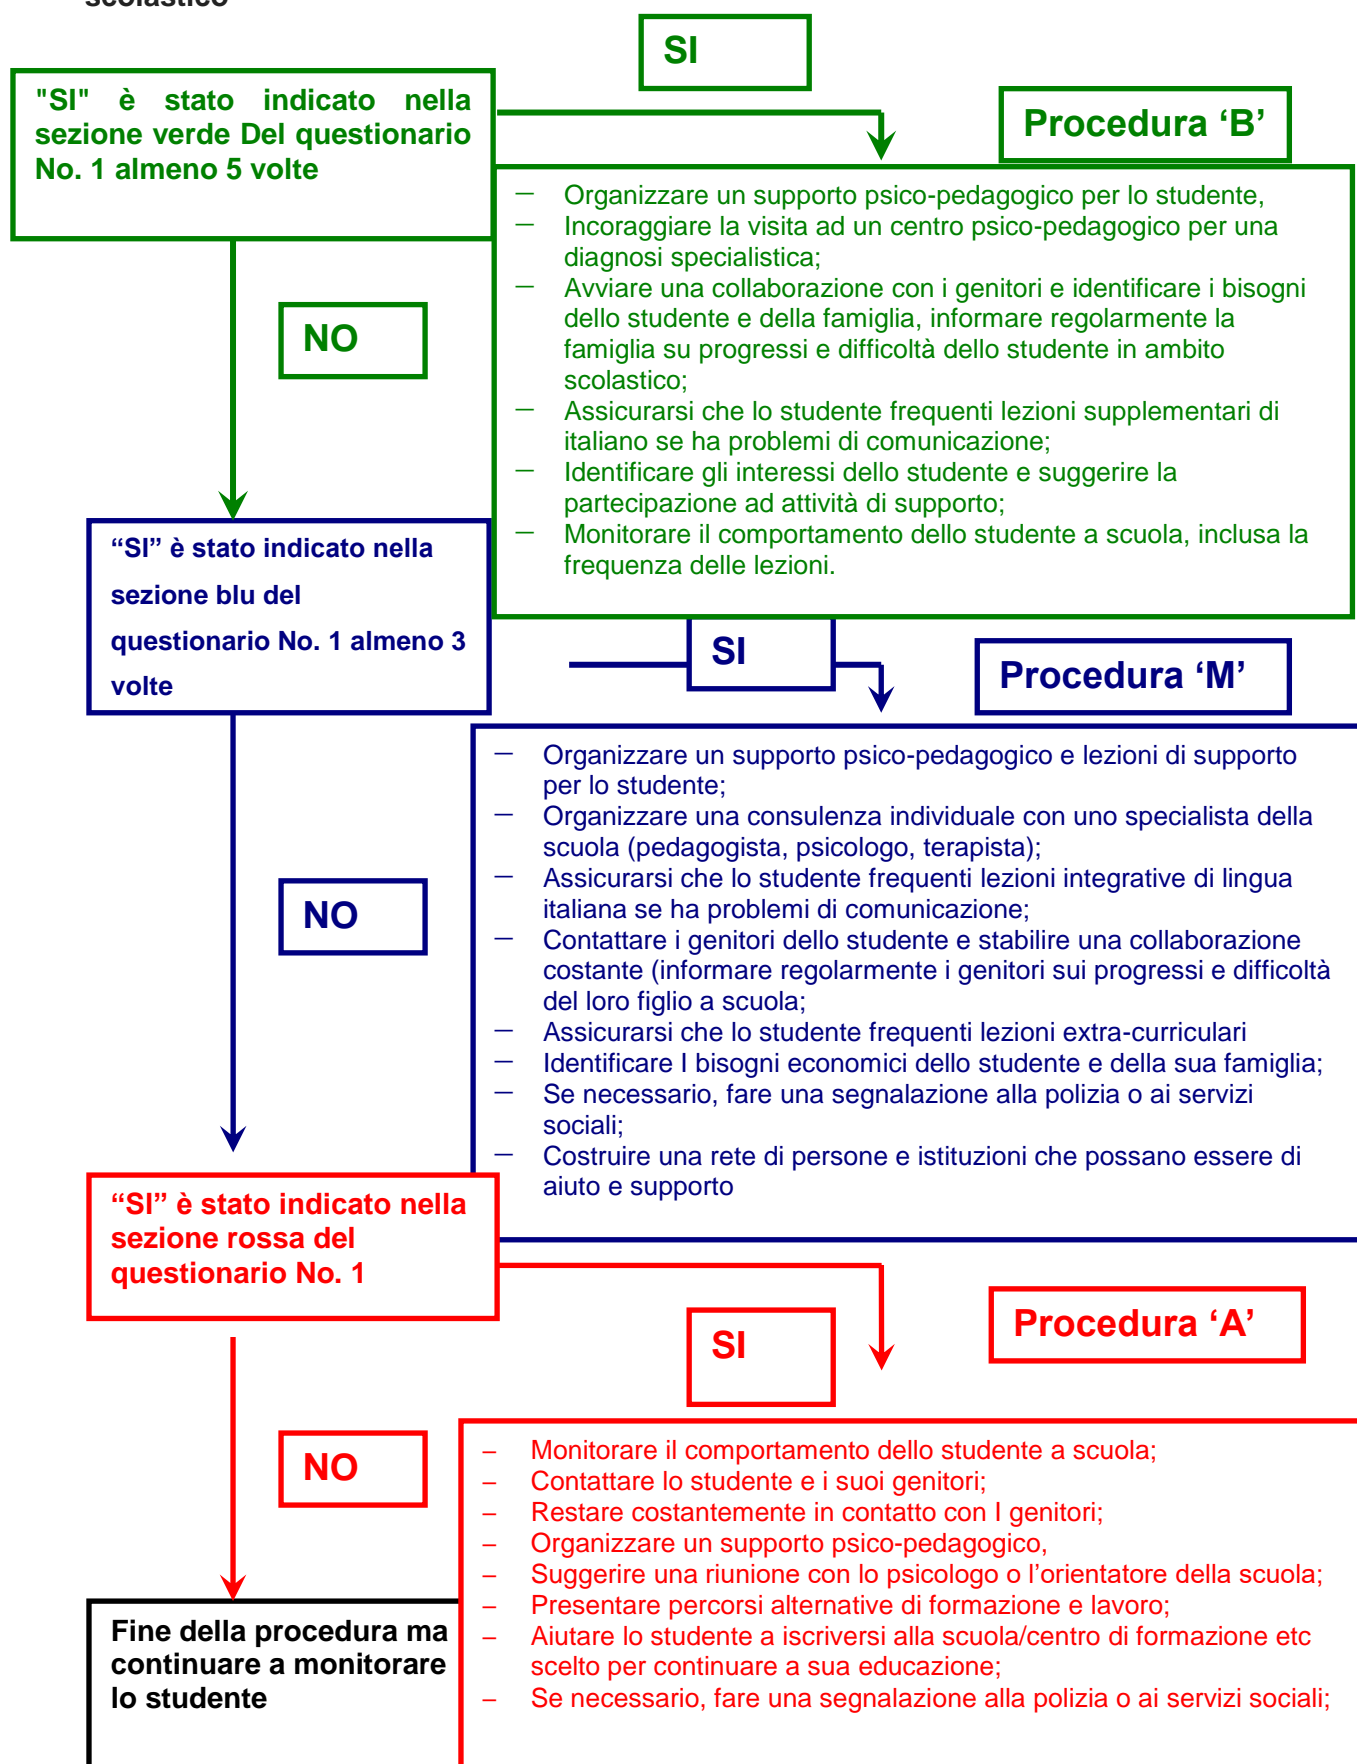 scolastico
SI
"SI" è stato indicato nella
sezione verde Del questionario
No. 1 almeno 5 volte
Procedura ‘B’
– Organizzare un supporto psico-pedagogico per lo studente,
– Incoraggiare la visita ad un centro psico-pedagogico per una
diagnosi specialistica;
– Avviare una collaborazione con i genitori e identificare i bisogni
dello studente e della famiglia, informare regolarmente la
famiglia su progressi e difficoltà dello studente in ambito
scolastico;
– Assicurarsi che lo studente frequenti lezioni supplementari di
italiano se ha problemi di comunicazione;
– Identificare gli interessi dello studente e suggerire la
partecipazione ad attività di supporto;
– Monitorare il comportamento dello studente a scuola, inclusa la
frequenza delle lezioni.
NO
“SI” è stato indicato nella
sezione blu del
questionario No. 1 almeno 3
volte
SI
Procedura ‘M’
– Organizzare un supporto psico-pedagogico e lezioni di supporto
per lo studente;
– Organizzare una consulenza individuale con uno specialista della
scuola (pedagogista, psicologo, terapista);
– Assicurarsi che lo studente frequenti lezioni integrative di lingua
italiana se ha problemi di comunicazione;
– Contattare i genitori dello studente e stabilire una collaborazione
costante (informare regolarmente i genitori sui progressi e difficoltà
del loro figlio a scuola;
– Assicurarsi che lo studente frequenti lezioni extra-curriculari
– Identificare I bisogni economici dello studente e della sua famiglia;
– Se necessario, fare una segnalazione alla polizia o ai servizi
sociali;
– Costruire una rete di persone e istituzioni che possano essere di
aiuto e supporto
NO
“SI” è stato indicato nella
sezione rossa del
questionario No. 1
SI
Procedura ‘A’
– Monitorare il comportamento dello studente a scuola;
– Contattare lo studente e i suoi genitori;
– Restare costantemente in contatto con I genitori;
– Organizzare un supporto psico-pedagogico,
– Suggerire una riunione con lo psicologo o l’orientatore della scuola;
– Presentare percorsi alternative di formazione e lavoro;
– Aiutare lo studente a iscriversi alla scuola/centro di formazione etc
scelto per continuare a sua educazione;
– Se necessario, fare una segnalazione alla polizia o ai servizi sociali;
NO
Fine della procedura ma
continuare a monitorare
lo studente